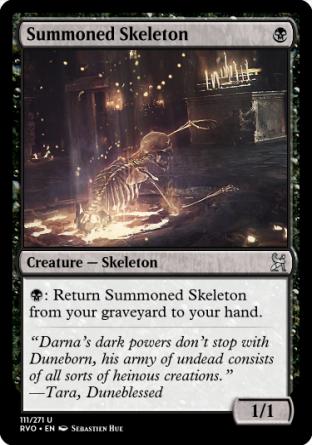 Summoned Skeleton
Creature — Skeleton
: Return Summoned Skeleton
from your graveyard to your hand.
“Darna’s dark powers don’t stop with
Duneborn, his army of undead consists
of all sorts of heinous creations.”
—Tara, Duneblessed
1/1
111/271 U
RVO • EN Sebastien Hue